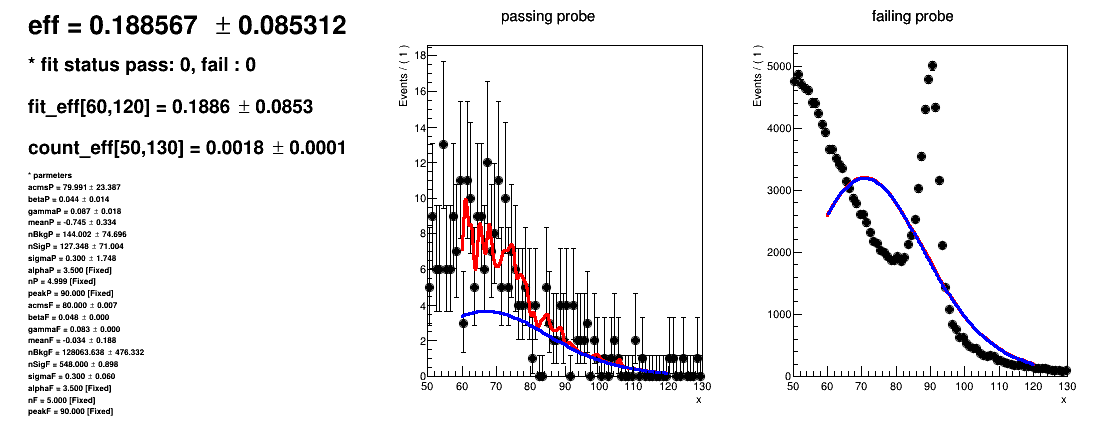 eff = 0.188567 ± 0.085312
* fit status pass: 0, fail : 0
fit_eff[60,120] = 0.1886 ± 0.0853
count_eff[50,130] = 0.0018 ± 0.0001
* parmeters
acmsP = 79.991 ± 23.387
betaP = 0.044 ± 0.014
gammaP = 0.087 ± 0.018
meanP = -0.745 ± 0.334
nBkgP = 144.002 ± 74.696
nSigP = 127.348 ± 71.004
sigmaP = 0.300 ± 1.748
alphaP = 3.500 [Fixed]
nP = 4.999 [Fixed]
peakP = 90.000 [Fixed]
acmsF = 80.000 ± 0.007
betaF = 0.048 ± 0.000
gammaF = 0.083 ± 0.000
meanF = -0.034 ± 0.188
nBkgF = 128063.638 ± 476.332
nSigF = 548.000 ± 0.898
sigmaF = 0.300 ± 0.060
alphaF = 3.500 [Fixed]
nF = 5.000 [Fixed]
peakF = 90.000 [Fixed]
passing probe
Events / ( 1 )
18
16
14
12
10
8
6
4
2
0
50 60 70 80 90 100 110 120 130
x
failing probe
Events / ( 1 )
5000
4000
3000
2000
1000
0
50 60 70 80 90 100 110 120 130
x